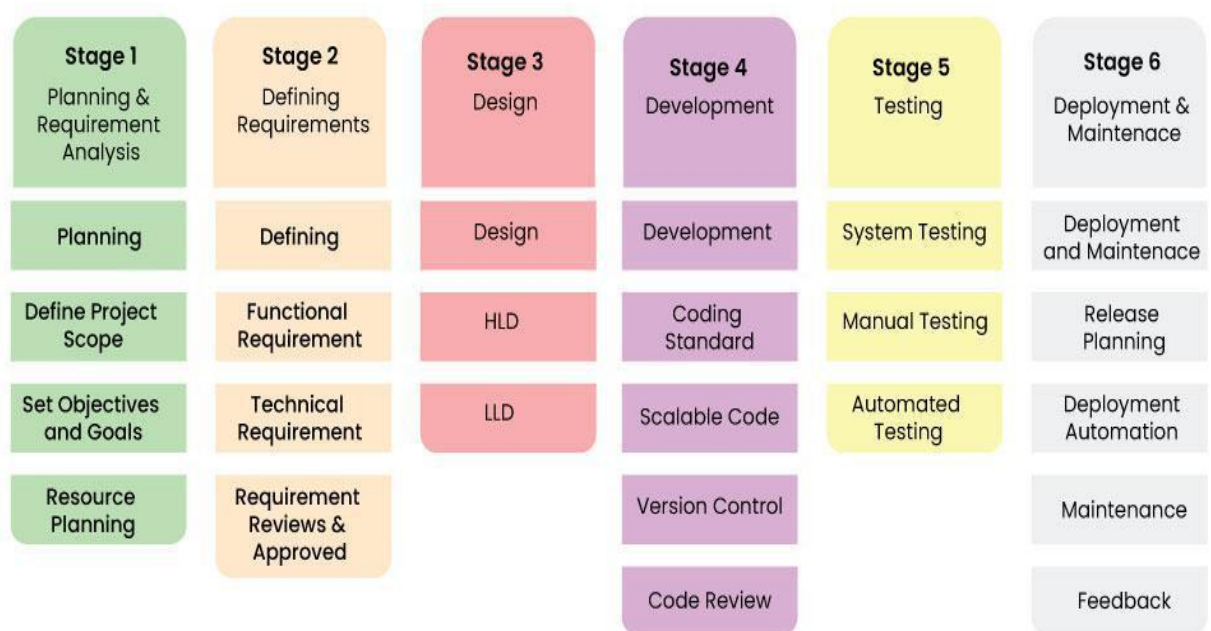 Stage 1
Planning &
Requirement
Analysis
Planning
Define Project
Scope
Set Objectives
and Goals
Resource
Planning
Stage 2
Defining
Requirements
Defining
Functional
Requirement
Technical
Requirement
Requirement
Reviews &
Approved
Stage 3
Design
Design
HLD
LLD
Stage 4
Development
Development
Coding
Standard
Scalable Code
Version Control
Code Review
Stage 5
Testing
System Testing
Manual Testing
Automated
Testing
Stage 6
Deployment &
Maintenace
Deployment
and Maintenace
Release
Planning
Deployment
Automation
Maintenance
Feedback